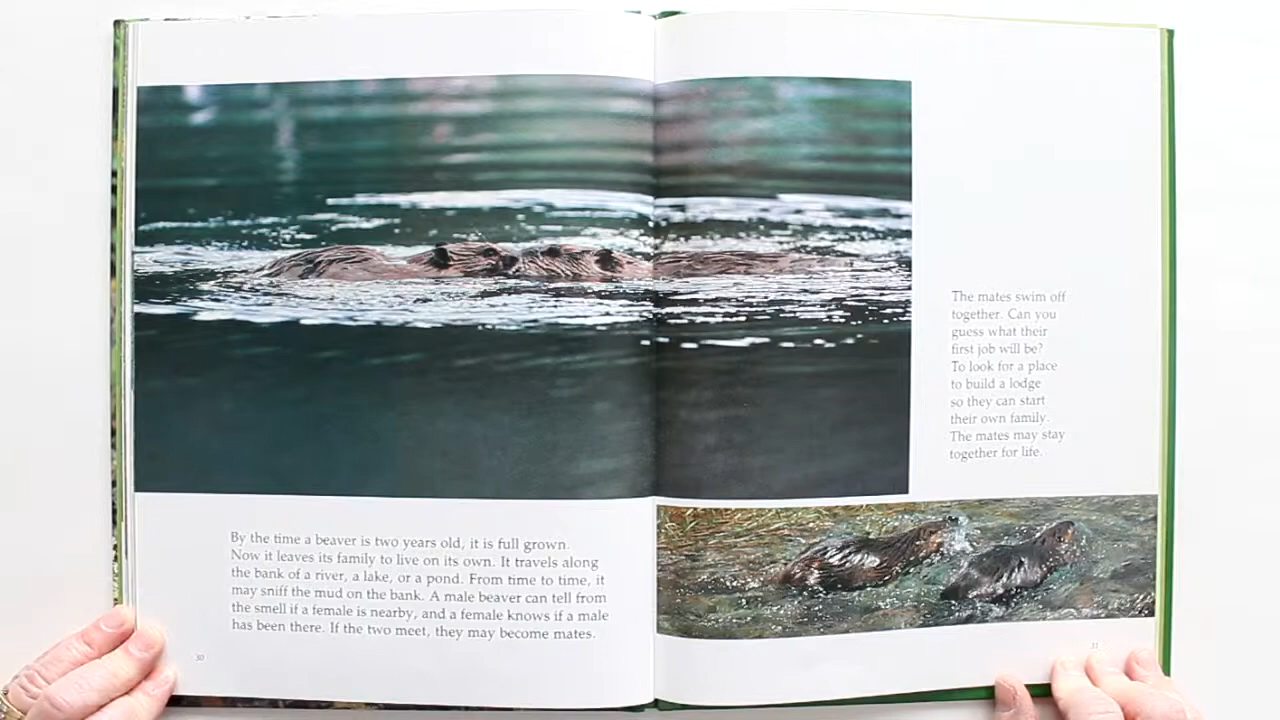 By the time a beaver is two years old, it is full grown.
Now it leaves its family to live on its own. It travels along
the bank of a river, a lake, or a pond. From time to time, it
may sniff the mud on the bank. A male beaver can tell from
the smell if a female is nearby, and a female knows if a male
has been there. If the two meet, they may become mates.
30
The mates swim off
together. Can you
guess what their
first job will be?
To look for a place
to build a lodge
so they can start
their own family.
The mates may stay
together for life.
31